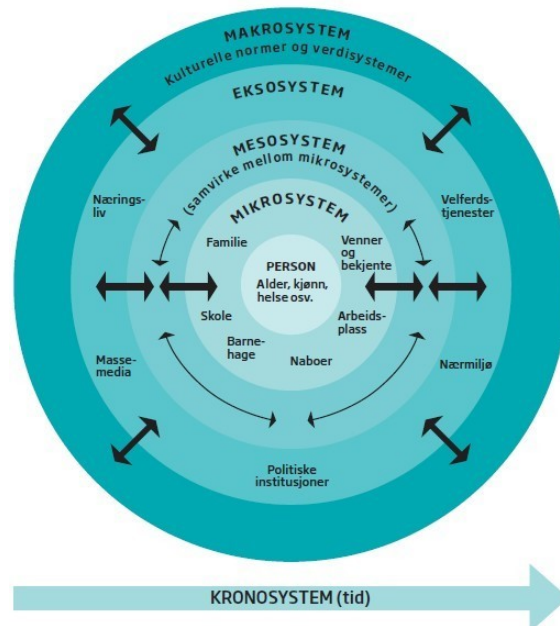 MAKROSYSTEM
Kulturelle normer og verdisystemer
EKSOSYSTEM
MESOSYSTEM
(samvirke mellom mikrosystemer)
MIKROSYSTEM
Nærings-
liv
Velferds-
tjenester
Familie
Venner
og
bekjente
PERSON
Alder, kjønn,
helse osv.
Skole
Arbeids-
plass
Barne-
hage
Naboer
Masse-
media
Nærmiljø
Politiske
institusjoner
KRONOSYSTEM (tid)